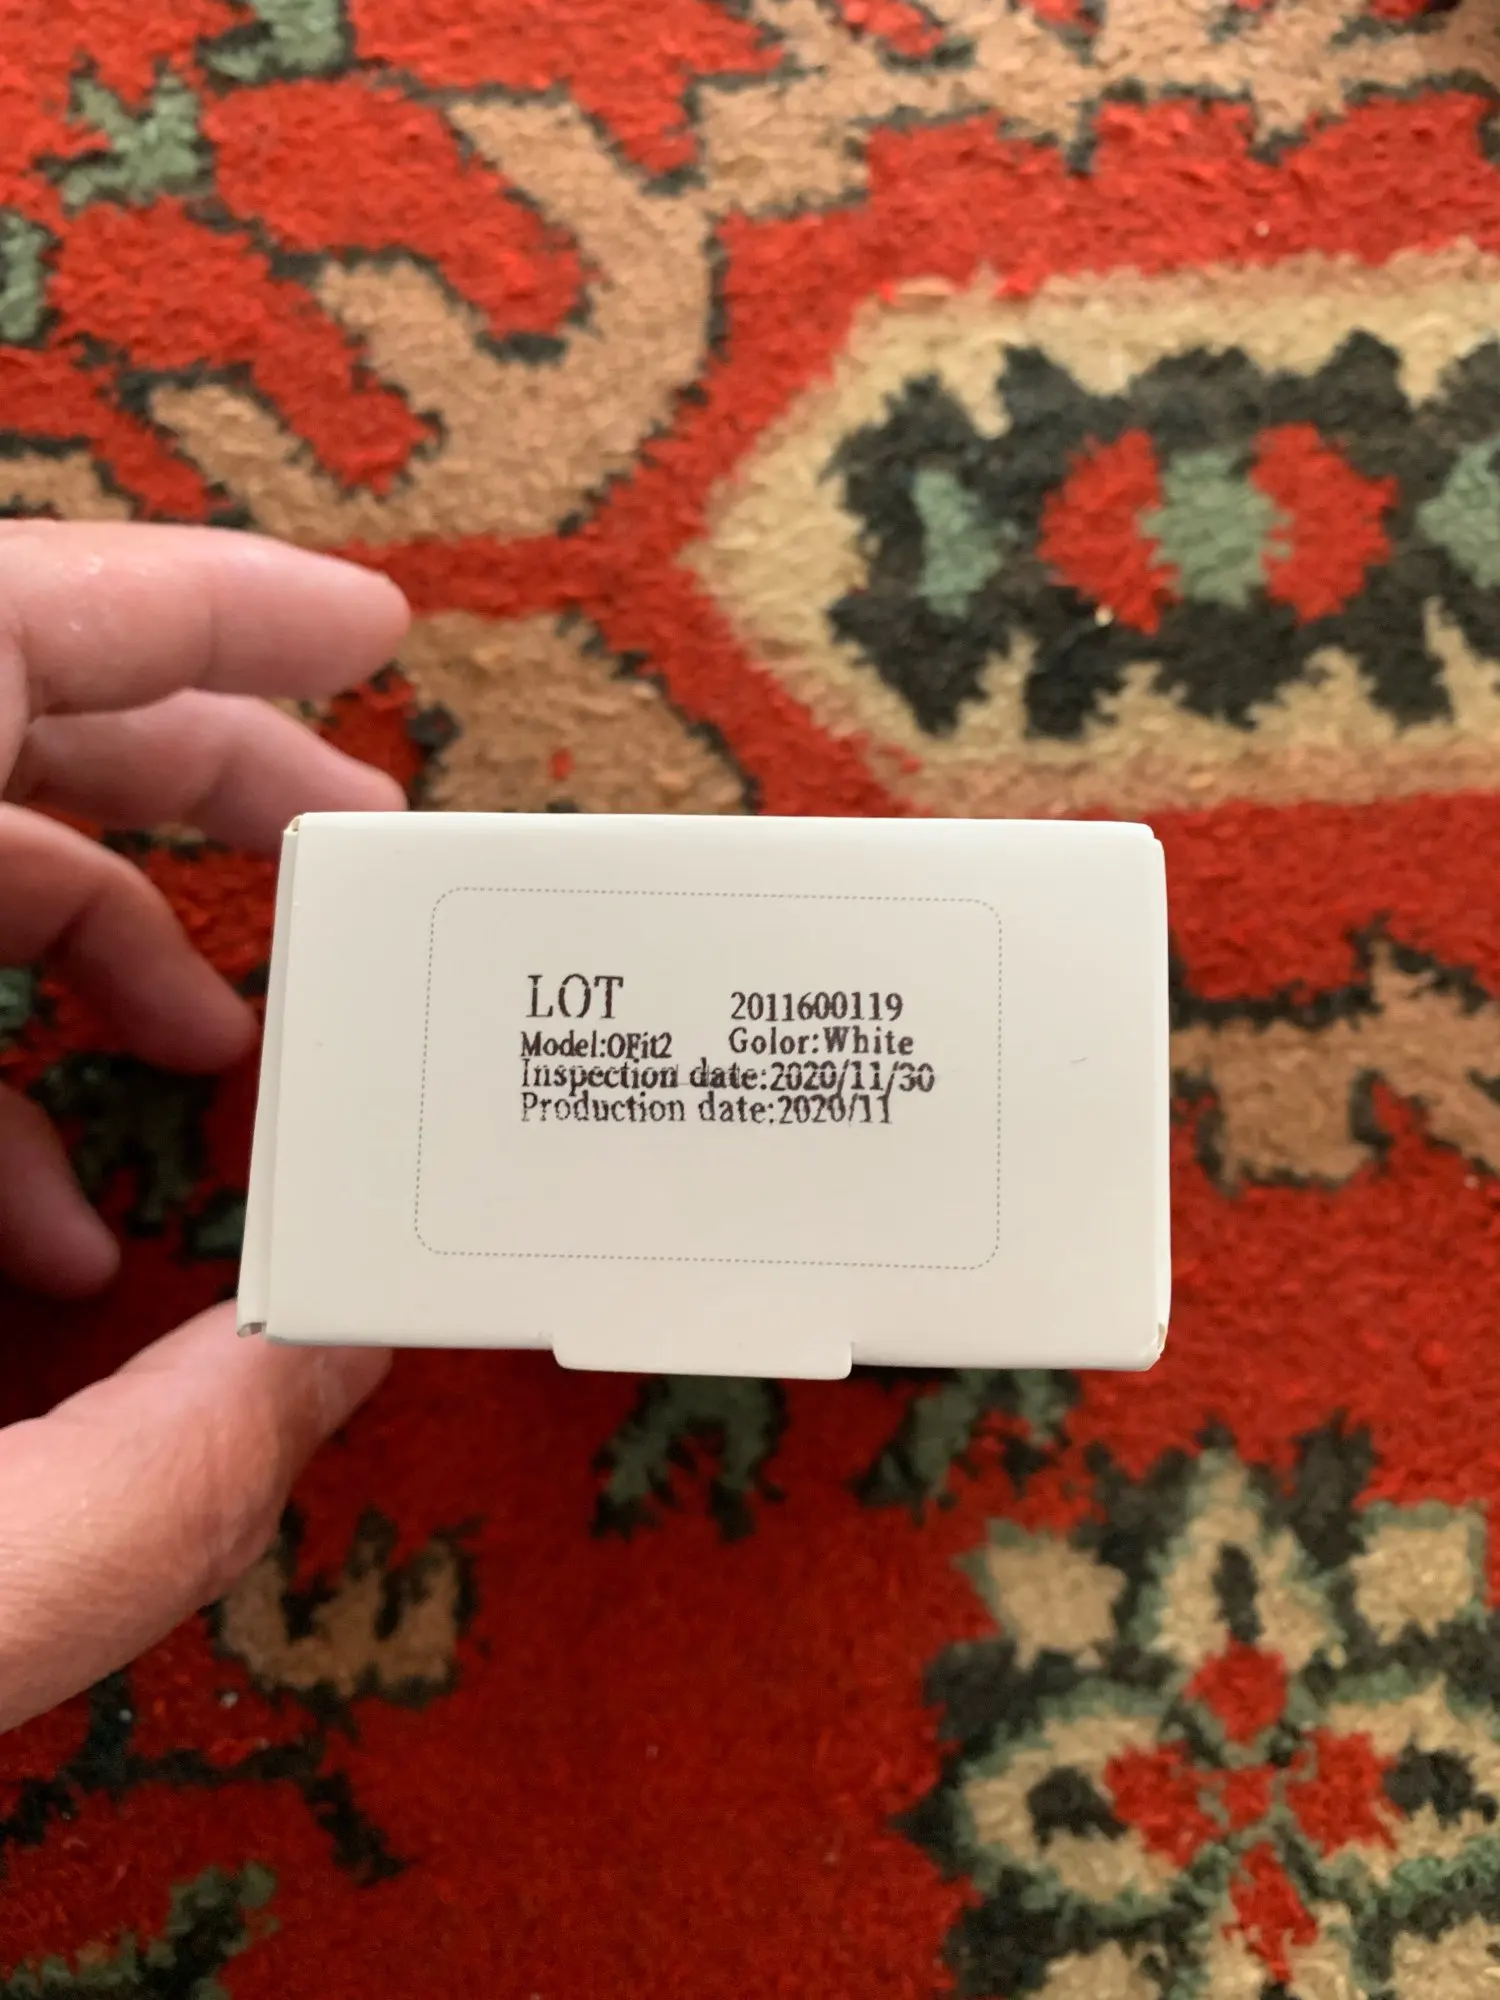 LOT 2011600119
Model:OFit2 Golor:White
Inspection date:2020/11/30
Production date:2020/11